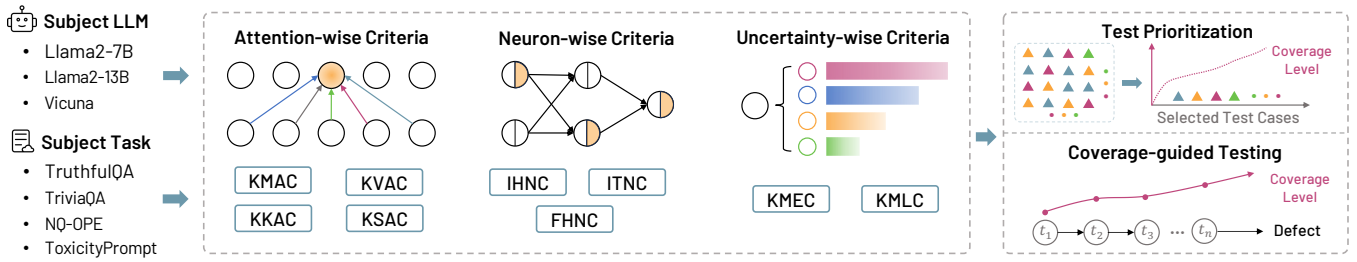 Subject LLM
• Llama2-7B
• Llama2-13B
• Vicuna
Subject Task
• TruthfulQA
• TriviaQA
• NQ-OPE
• ToxicityPrompt
Attention-wise Criteria
KMAC
KVAC
KKAC
KSAC
Neuron-wise Criteria
IHNC
ITNC
FHNC
Uncertainty-wise Criteria
KMEC
KMLC
Test Prioritization
Coverage
Level
Selected Test Cases
Coverage-guided Testing
Coverage
Level
t1 t2 t3 ... tn Defect